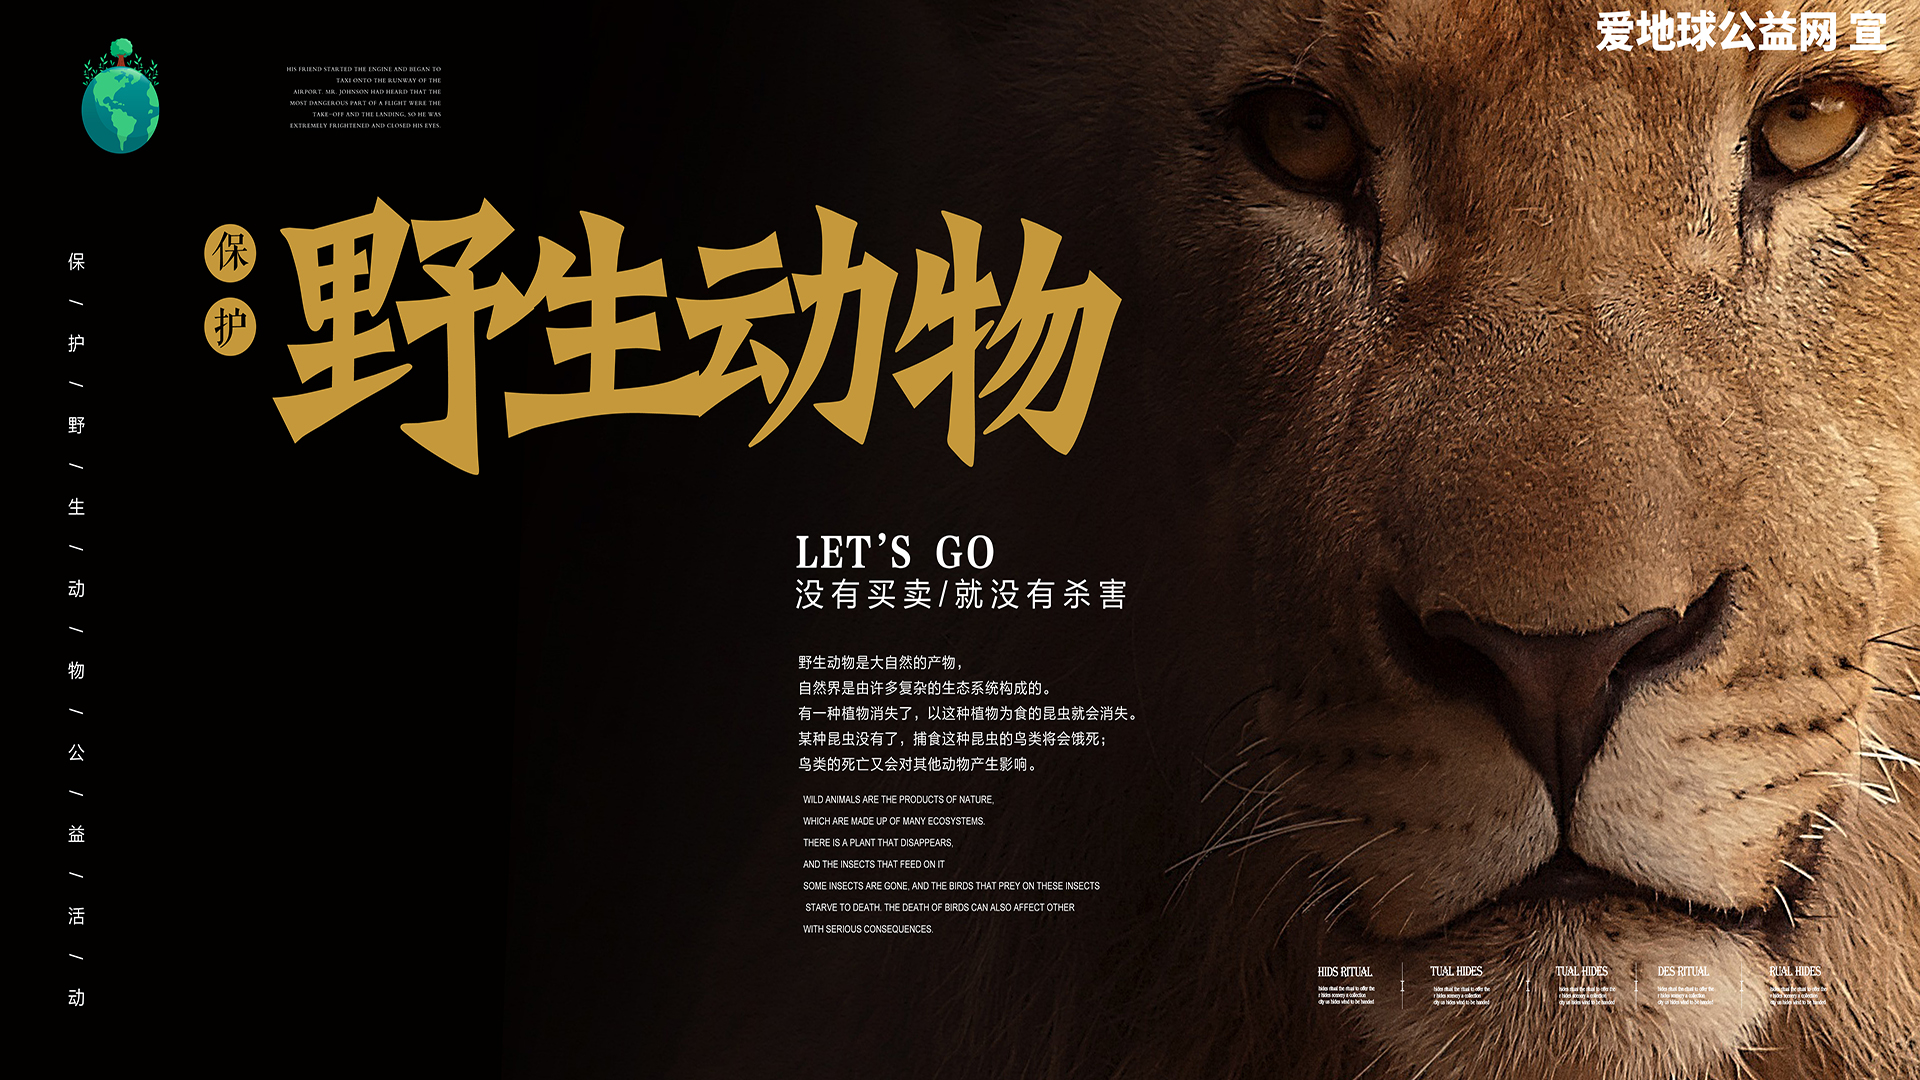 爱地球公益网 宣
HIS FRIEND STARTED THE ENGINE AND BEGAN TO
TAXI ONTO THE RUNWAY OF THE
AIRPORT. MR. JOHNSON HAD HEARD THAT THE
MOST DANGEROUS PART OF A FLIGHT WERE THE
TAKE-OFF AND THE LANDING, SO HE WAS
EXTREMELY FRIGHTENED AND CLOSED HIS EYES.
保护
野生动物
保/护/野/生/动/物/公/益/活/动
LET'S GO
没有买卖/就没有杀害
野生动物是大自然的产物，
自然界是由许多复杂的生态系统构成的。
有一种植物消失了，以这种植物为食的昆虫就会消失。
某种昆虫没有了，捕食这种昆虫的鸟类将会饿死；
鸟类的死亡又会对其他动物产生影响。
WILD ANIMALS ARE THE PRODUCTS OF NATURE,
WHICH ARE MADE UP OF MANY ECOSYSTEMS.
THERE IS A PLANT THAT DISAPPEARS,
AND THE INSECTS THAT FEED ON IT
SOME INSECTS ARE GONE, AND THE BIRDS THAT PREY ON THESE INSECTS
STARVE TO DEATH. THE DEATH OF BIRDS CAN ALSO AFFECT OTHER
WITH SERIOUS CONSEQUENCES.
HIDS RITUAL
TUAL HIDES
TUAL HIDES
DES RITUAL
RUAL HIDES